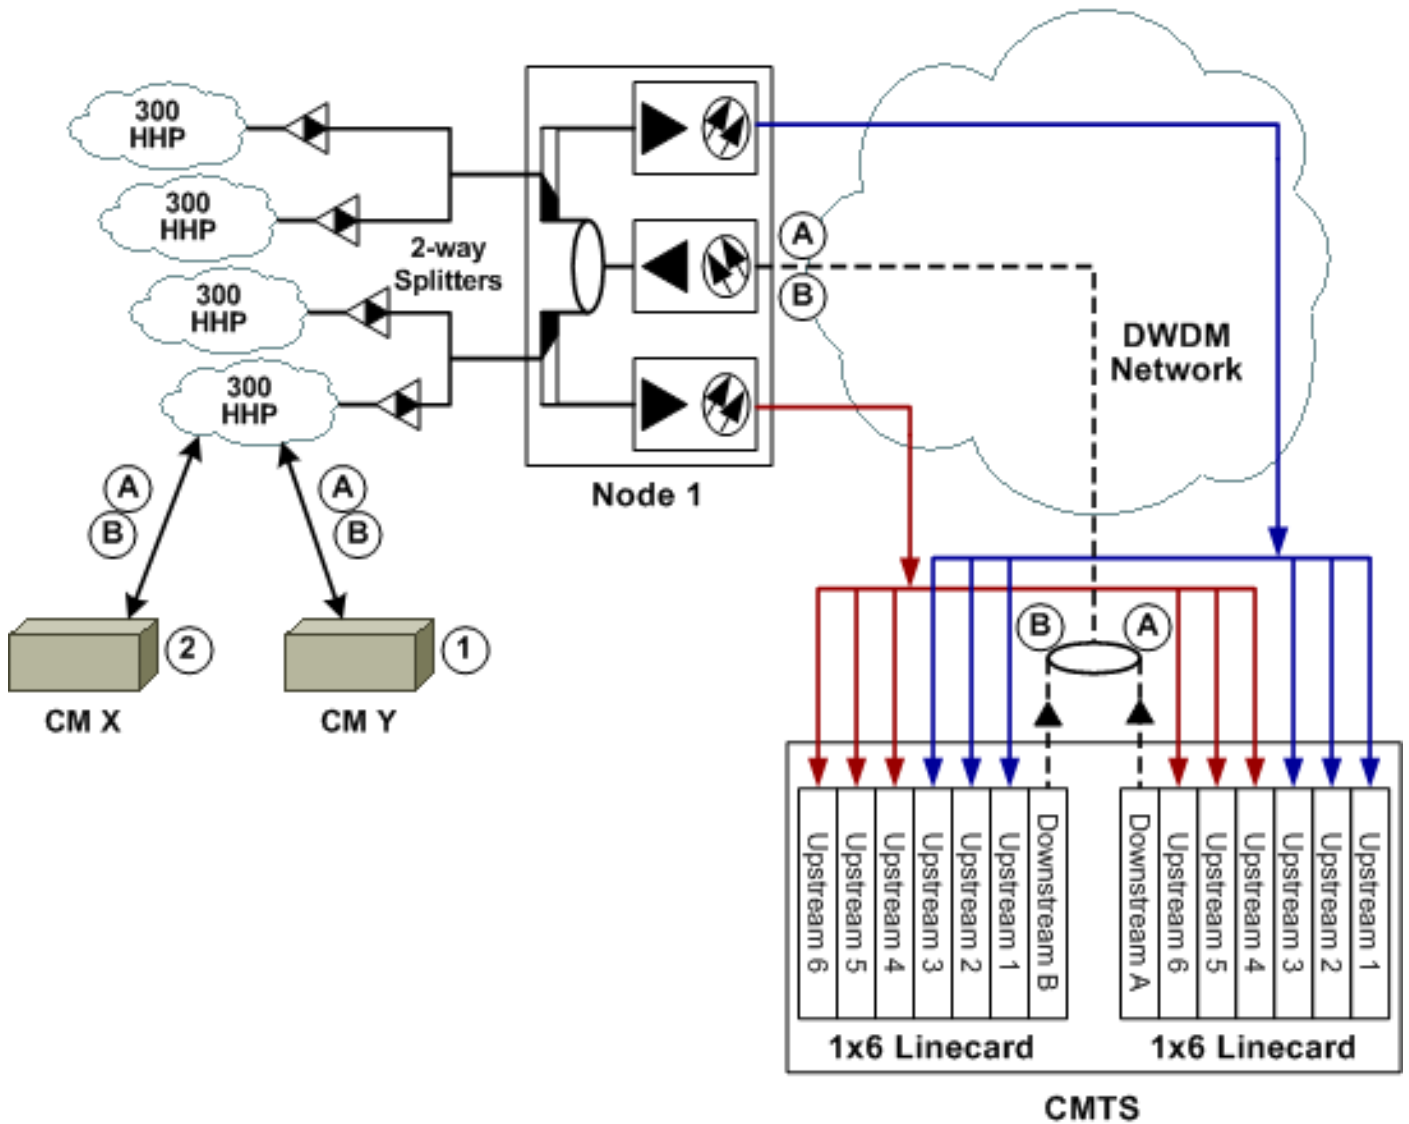 300
HHP
300
HHP
300
HHP
300
HHP
2-way
Splitters
A
B
DWDM
Network
Node 1
A
B
A
B
2
1
CM X
CM Y
B
A
Upstream 6
Upstream 5
Upstream 4
Upstream 3
Upstream 2
Upstream 1
Downstream B
Downstream A
Upstream 6
Upstream 5
Upstream 4
Upstream 3
Upstream 2
Upstream 1
1x6 Linecard
1x6 Linecard
CMTS